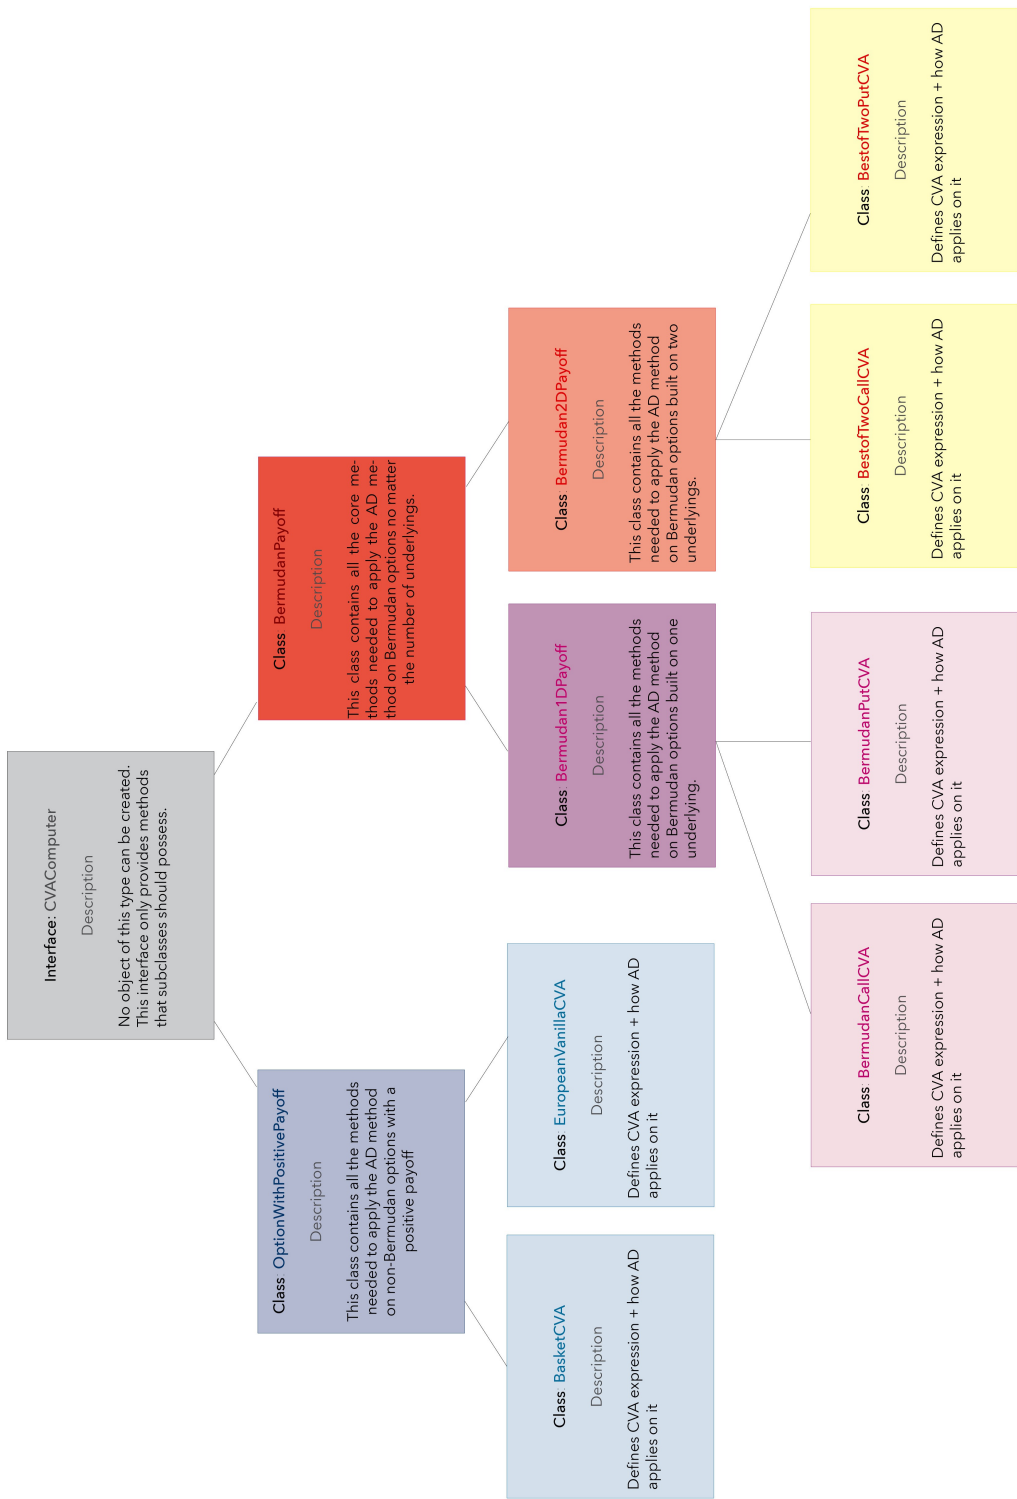 Interface: CVAComputer
Description
No object of this type can be created.
This interface only provides methods
that subclasses should possess.
Class: OptionWithPositivePayoff
Description
This class contains all the methods
needed to apply the AD method
on non-Bermudan options with a
positive payoff
Class: BermudanPayoff
Description
This class contains all the core me-
thods needed to apply the AD me-
thod on Bermudan options no matter
the number of underlyings.
Class: BasketCVA
Description
Defines CVA expression + how AD
applies on it
Class: EuropeanVanillaCVA
Description
Defines CVA expression + how AD
applies on it
Class: Bermudan1DPayoff
Description
This class contains all the methods
needed to apply the AD method
on Bermudan options built on one
underlying.
Class: Bermudan2DPayoff
Description
This class contains all the methods
needed to apply the AD method
on Bermudan options built on two
underlyings.
Class: BermudanCallCVA
Description
Defines CVA expression + how AD
applies on it
Class: BermudanPutCVA
Description
Defines CVA expression + how AD
applies on it
Class: BestofTwoCallCVA
Description
Defines CVA expression + how AD
applies on it
Class: BestofTwoPutCVA
Description
Defines CVA expression + how AD
applies on it